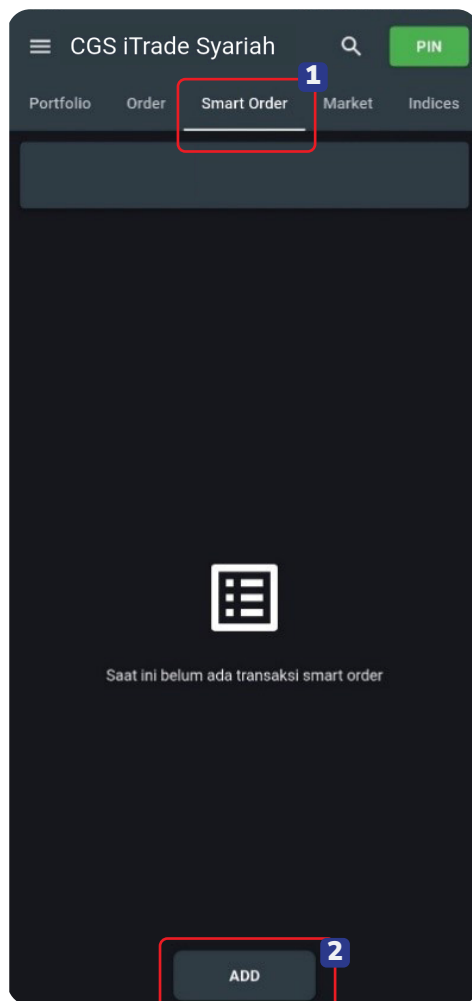 CGS iTrade Syariah
PIN
1
Portfolio Order Smart Order Market Indices
Saat ini belum ada transaksi smart order
2
ADD